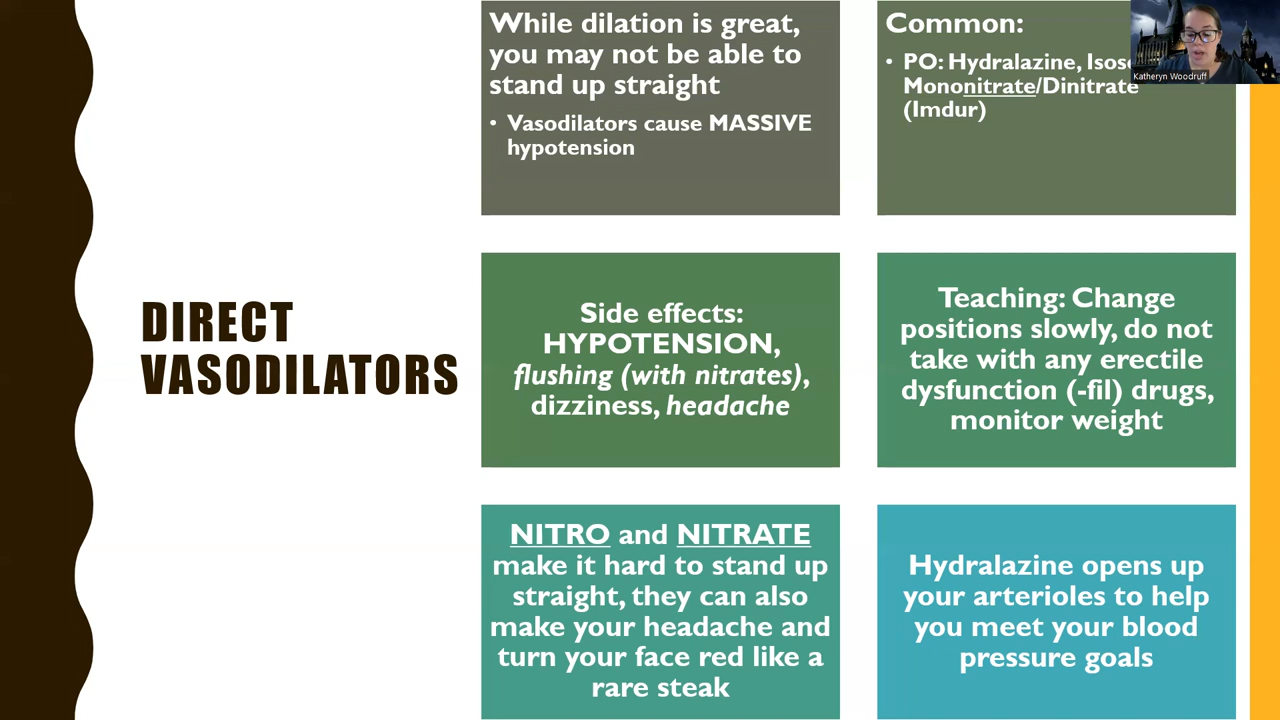 DIRECT
VASODILATORS
While dilation is great,
you may not be able to
stand up straight
• Vasodilators cause MASSIVE
hypotension
Common:
• PO: Hydralazine,
Mononitrate/Dinitrate
(Imdur)
Katheryn Woodruff
Side effects:
HYPOTENSION,
flushing (with nitrates),
dizziness, headache
Teaching: Change
positions slowly, do not
take with any erectile
dysfunction (-fil) drugs,
monitor weight
NITRO and NITRATE
make it hard to stand up
straight, they can also
make your headache and
turn your face red like a
rare steak
Hydralazine opens up
your arterioles to help
you meet your blood
pressure goals